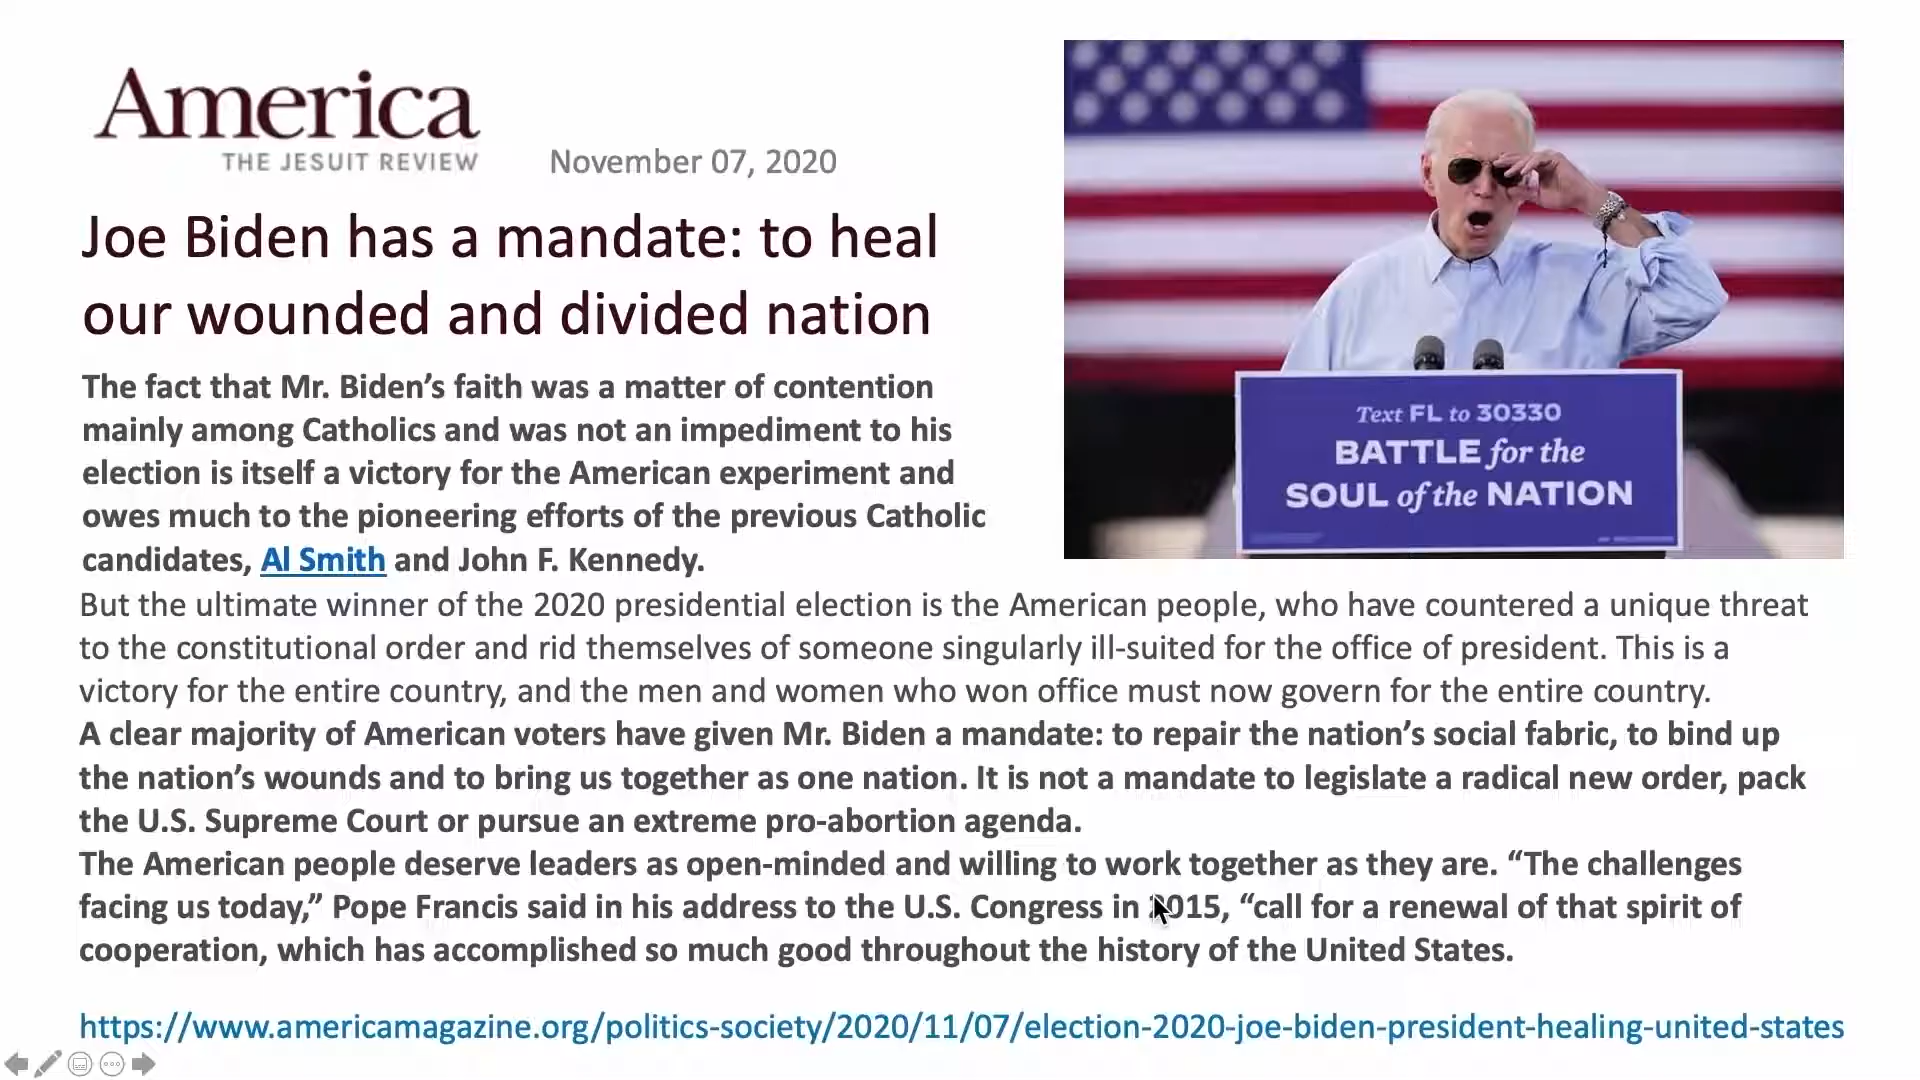 America
THE JESUIT REVIEW
November 07, 2020
Joe Biden has a mandate: to heal
our wounded and divided nation
The fact that Mr. Biden’s faith was a matter of contention
mainly among Catholics and was not an impediment to his
election is itself a victory for the American experiment and
owes much to the pioneering efforts of the previous Catholic
candidates, Al Smith and John F. Kennedy.
Text FL to 30330
BATTLE for the
SOUL of the NATION
But the ultimate winner of the 2020 presidential election is the American people, who have countered a unique threat
to the constitutional order and rid themselves of someone singularly ill-suited for the office of president. This is a
victory for the entire country, and the men and women who won office must now govern for the entire country.
A clear majority of American voters have given Mr. Biden a mandate: to repair the nation’s social fabric, to bind up
the nation’s wounds and to bring us together as one nation. It is not a mandate to legislate a radical new order, pack
the U.S. Supreme Court or pursue an extreme pro-abortion agenda.
The American people deserve leaders as open-minded and willing to work together as they are. “The challenges
facing us today,” Pope Francis said in his address to the U.S. Congress in 2015, “call for a renewal of that spirit of
cooperation, which has accomplished so much good throughout the history of the United States.
https://www.americamagazine.org/politics-society/2020/11/07/election-2020-joe-biden-president-healing-united-states